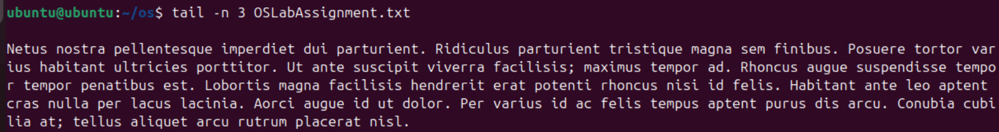 ubuntu@ubuntu:~/os$ tail -n 3 OSLabAssignment.txt
Netus nostra pellentesque imperdiet dui parturient. Ridiculus parturient tristique magna sem finibus. Posuere tortor var
ius habitant ultricies porttitor. Ut ante suscipit viverra facilisis; maximus tempor ad. Rhoncus augue suspendisse tempo
r tempor penatibus est. Lobortis magna facilisis hendrerit erat potenti rhoncus nisi id felis. Habitant ante leo aptent
cras nulla per lacus lacinia. Aorci augue id ut dolor. Per varius id ac felis tempus aptent purus dis arcu. Conubia cubi
lia at; tellus aliquet arcu rutrum placerat nisl.